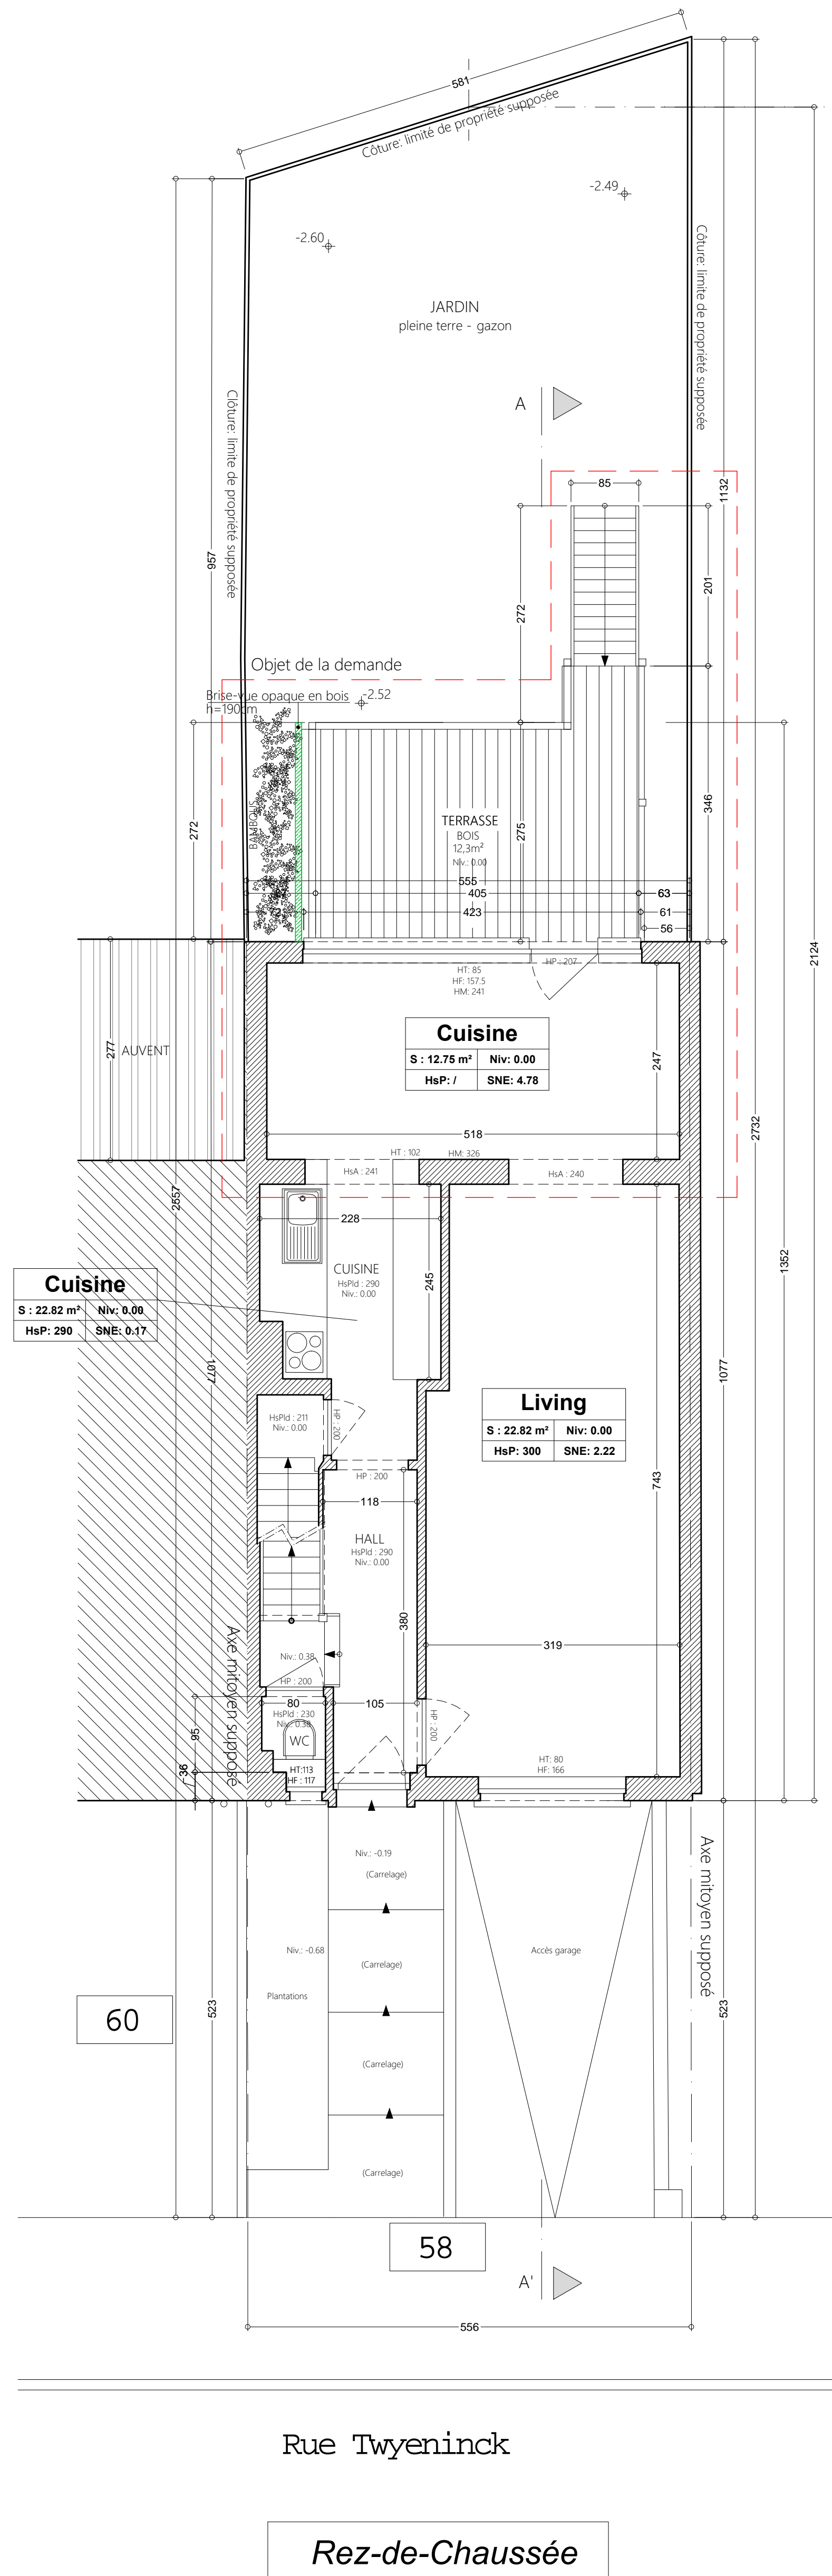 581
Côture: limité de propriété supposée
-2.49
-2.60
Côture: limite de propriété supposée
JARDIN
pleine terre - gazon
Clôture: limite de propriété supposée
A
85
1132
957
201
272
Objet de la demande
Brise-vue opaque en bois
h=190cm
-2.52
BAMBOUS
272
275
346
TERRASSE
BOIS
12,3m²
Niv.: 0.00
555
405
63
423
61
56
2124
HP : 207
HT: 85
HF: 157.5
HM: 241
AUVENT
277
Cuisine
S : 12.75 m²
Niv: 0.00
HsP: /
SNE: 4.78
247
2732
518
HT : 102
HM: 326
HsA : 241
HsA : 240
2557
228
CUISINE
HsPld : 290
Niv.: 0.00
245
1352
Cuisine
S : 22.82 m²
Niv: 0.00
HsP: 290
SNE: 0.17
1077
1077
Living
S : 22.82 m²
Niv: 0.00
HsP: 300
SNE: 2.22
HsPld : 211
Niv.: 0.00
HP : 200
HP : 200
743
118
HALL
HsPld : 290
Niv.: 0.00
380
319
Axe mitoyen supposé
Niv.: 0.38
HP : 200
80
105
HsPld : 230
Niv.: 0.38
HP : 200
95
WC
36
HT:113
HF : 117
HT: 80
HF: 166
Niv.: -0.19
(Carrelage)
Axe mitoyen supposé
Niv.: -0.68
(Carrelage)
Accès garage
Plantations
60
523
523
(Carrelage)
(Carrelage)
58
A'
556
Rue Twyeninck
Rez-de-Chaussée